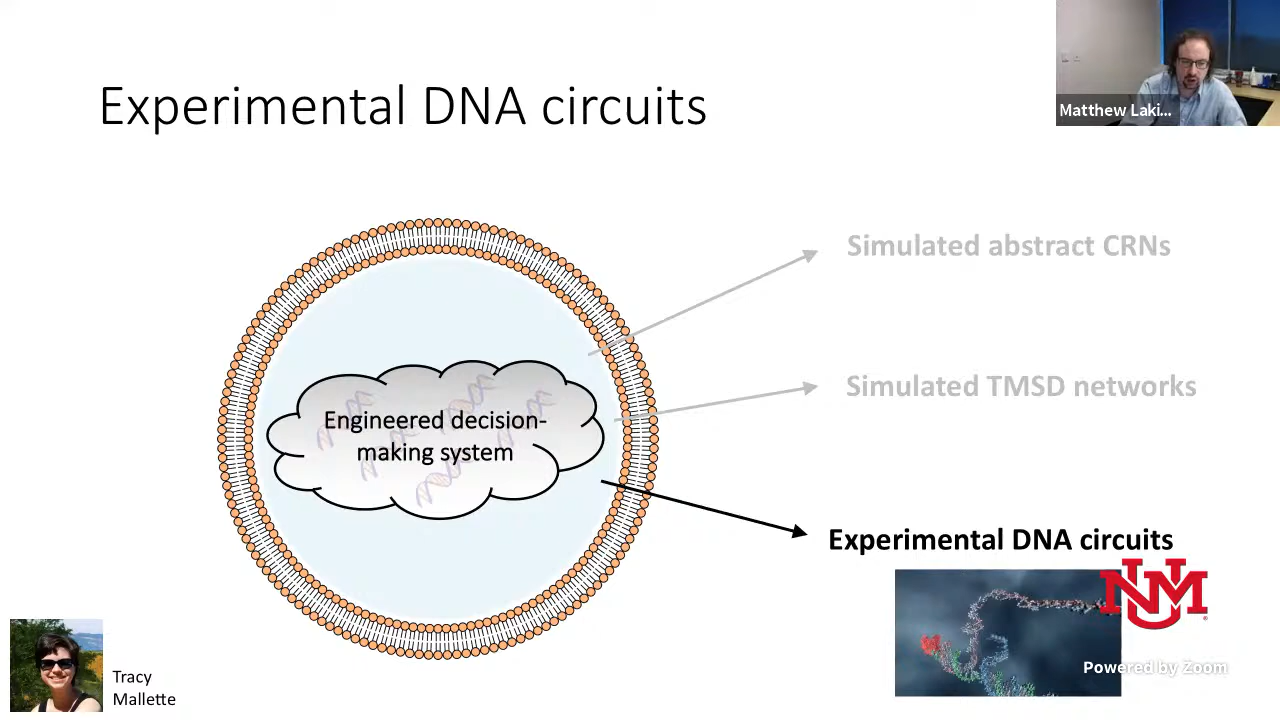 Experimental DNA circuits
Matthew Laki...
Simulated abstract CRNs
Simulated TMSD networks
Engineered decision-
making system
Experimental DNA circuits
UNM
Powered by Zoom
Tracy
Mallette